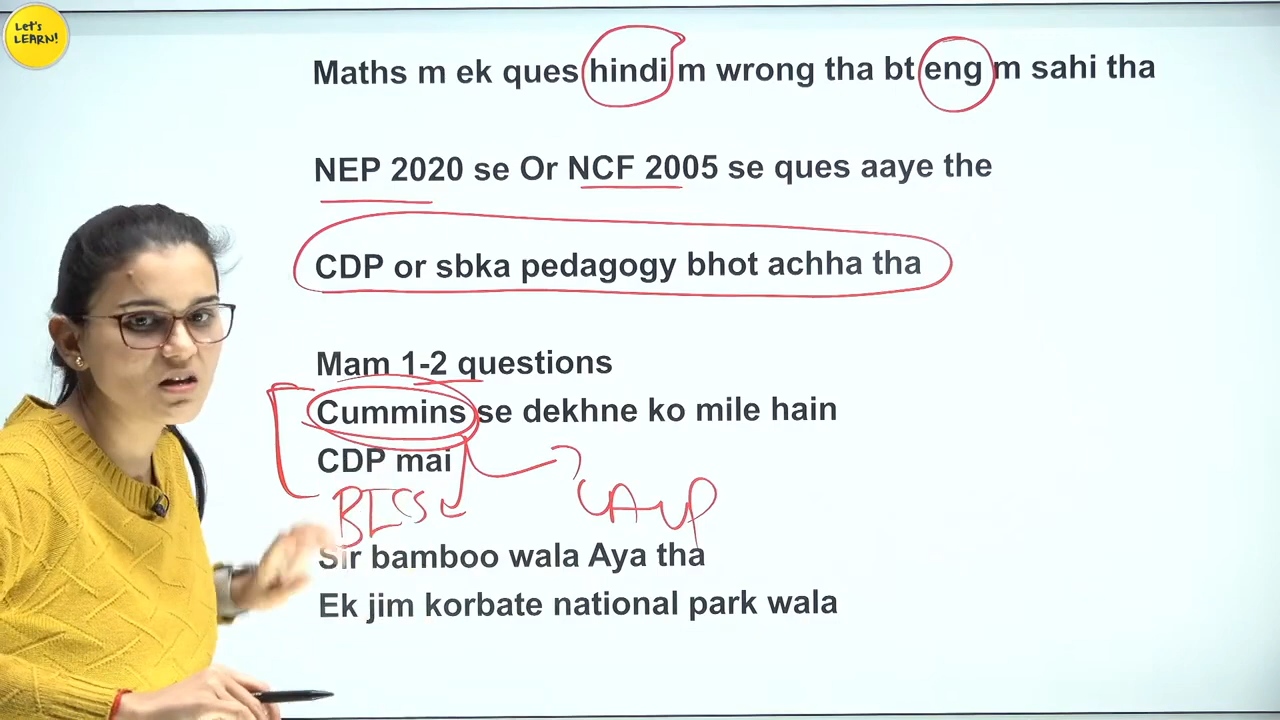 Let's
LEARN!
Maths m ek ques hindi m wrong tha bt eng m sahi tha
NEP 2020 se Or NCF 2005 se ques aaye the
CDP or sbka pedagogy bhot achha tha
Mam 1-2 questions
Cummins se dekhne ko mile hain
CDP mai
BICS
CALP
Sir bamboo wala Aya tha
Ek jim korbate national park wala